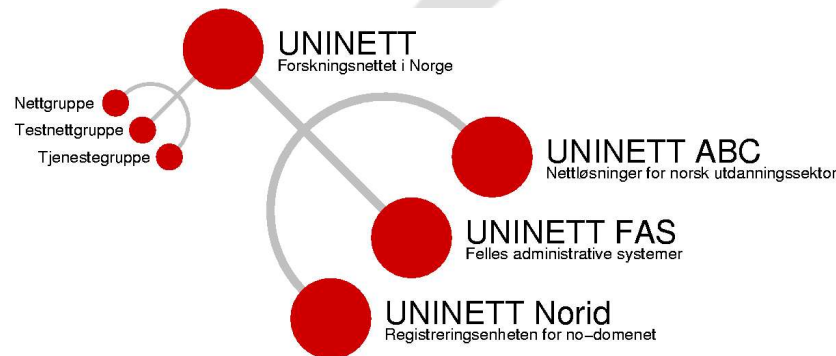 UNINETT
Forskningsnettet i Norge
Nettgruppe
Testnettgruppe
Tjenestegruppe
UNINETT ABC
Nettløsninger for norsk utdanningssektor
UNINETT FAS
Felles administrative systemer
UNINETT Norid
Registreringsenheten for no-domenet